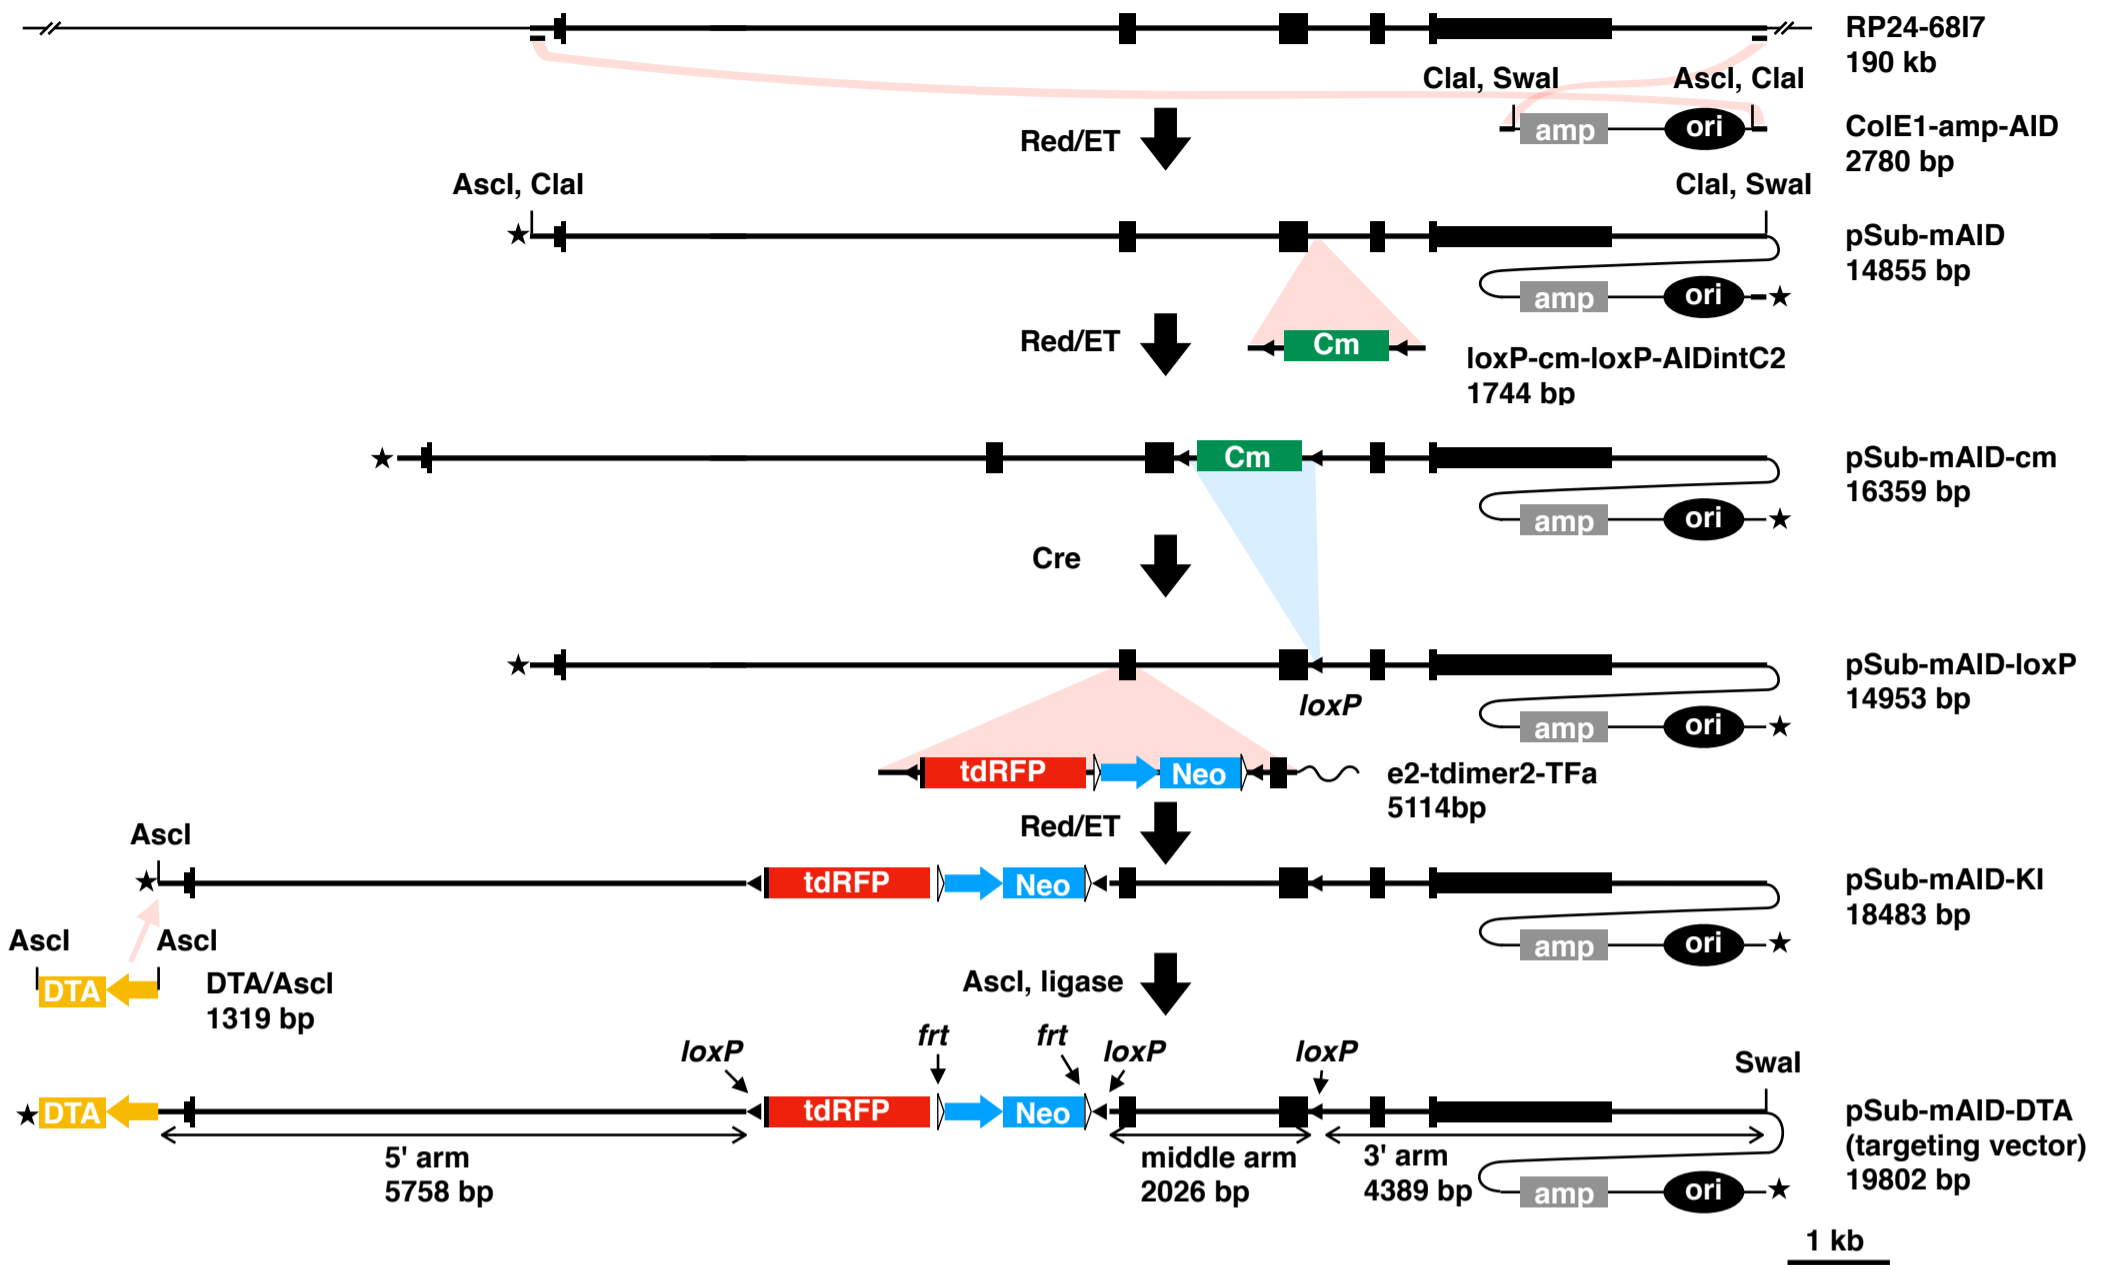 RP24-68I7
190 kb
ClaI, SwaI
AscI, ClaI
Red/ET
amp
ori
ColE1-amp-AID
2780 bp
AscI, ClaI
ClaI, SwaI
pSub-mAID
14855 bp
amp
ori
Red/ET
Cm
loxP-cm-loxP-AIDintC2
1744 bp
Cm
pSub-mAID-cm
16359 bp
amp
ori
Cre
pSub-mAID-loxP
14953 bp
loxP
amp
ori
tdRFP
Neo
e2-tdimer2-TFa
5114bp
Red/ET
AscI
tdRFP
Neo
pSub-mAID-KI
18483 bp
AscI
AscI
amp
ori
DTA
DTA/AscI
1319 bp
AscI, ligase
loxP
frt
frt
loxP
loxP
SwaI
DTA
tdRFP
Neo
pSub-mAID-DTA
(targeting vector)
19802 bp
5' arm
5758 bp
middle arm
2026 bp
3' arm
4389 bp
amp
ori
1 kb